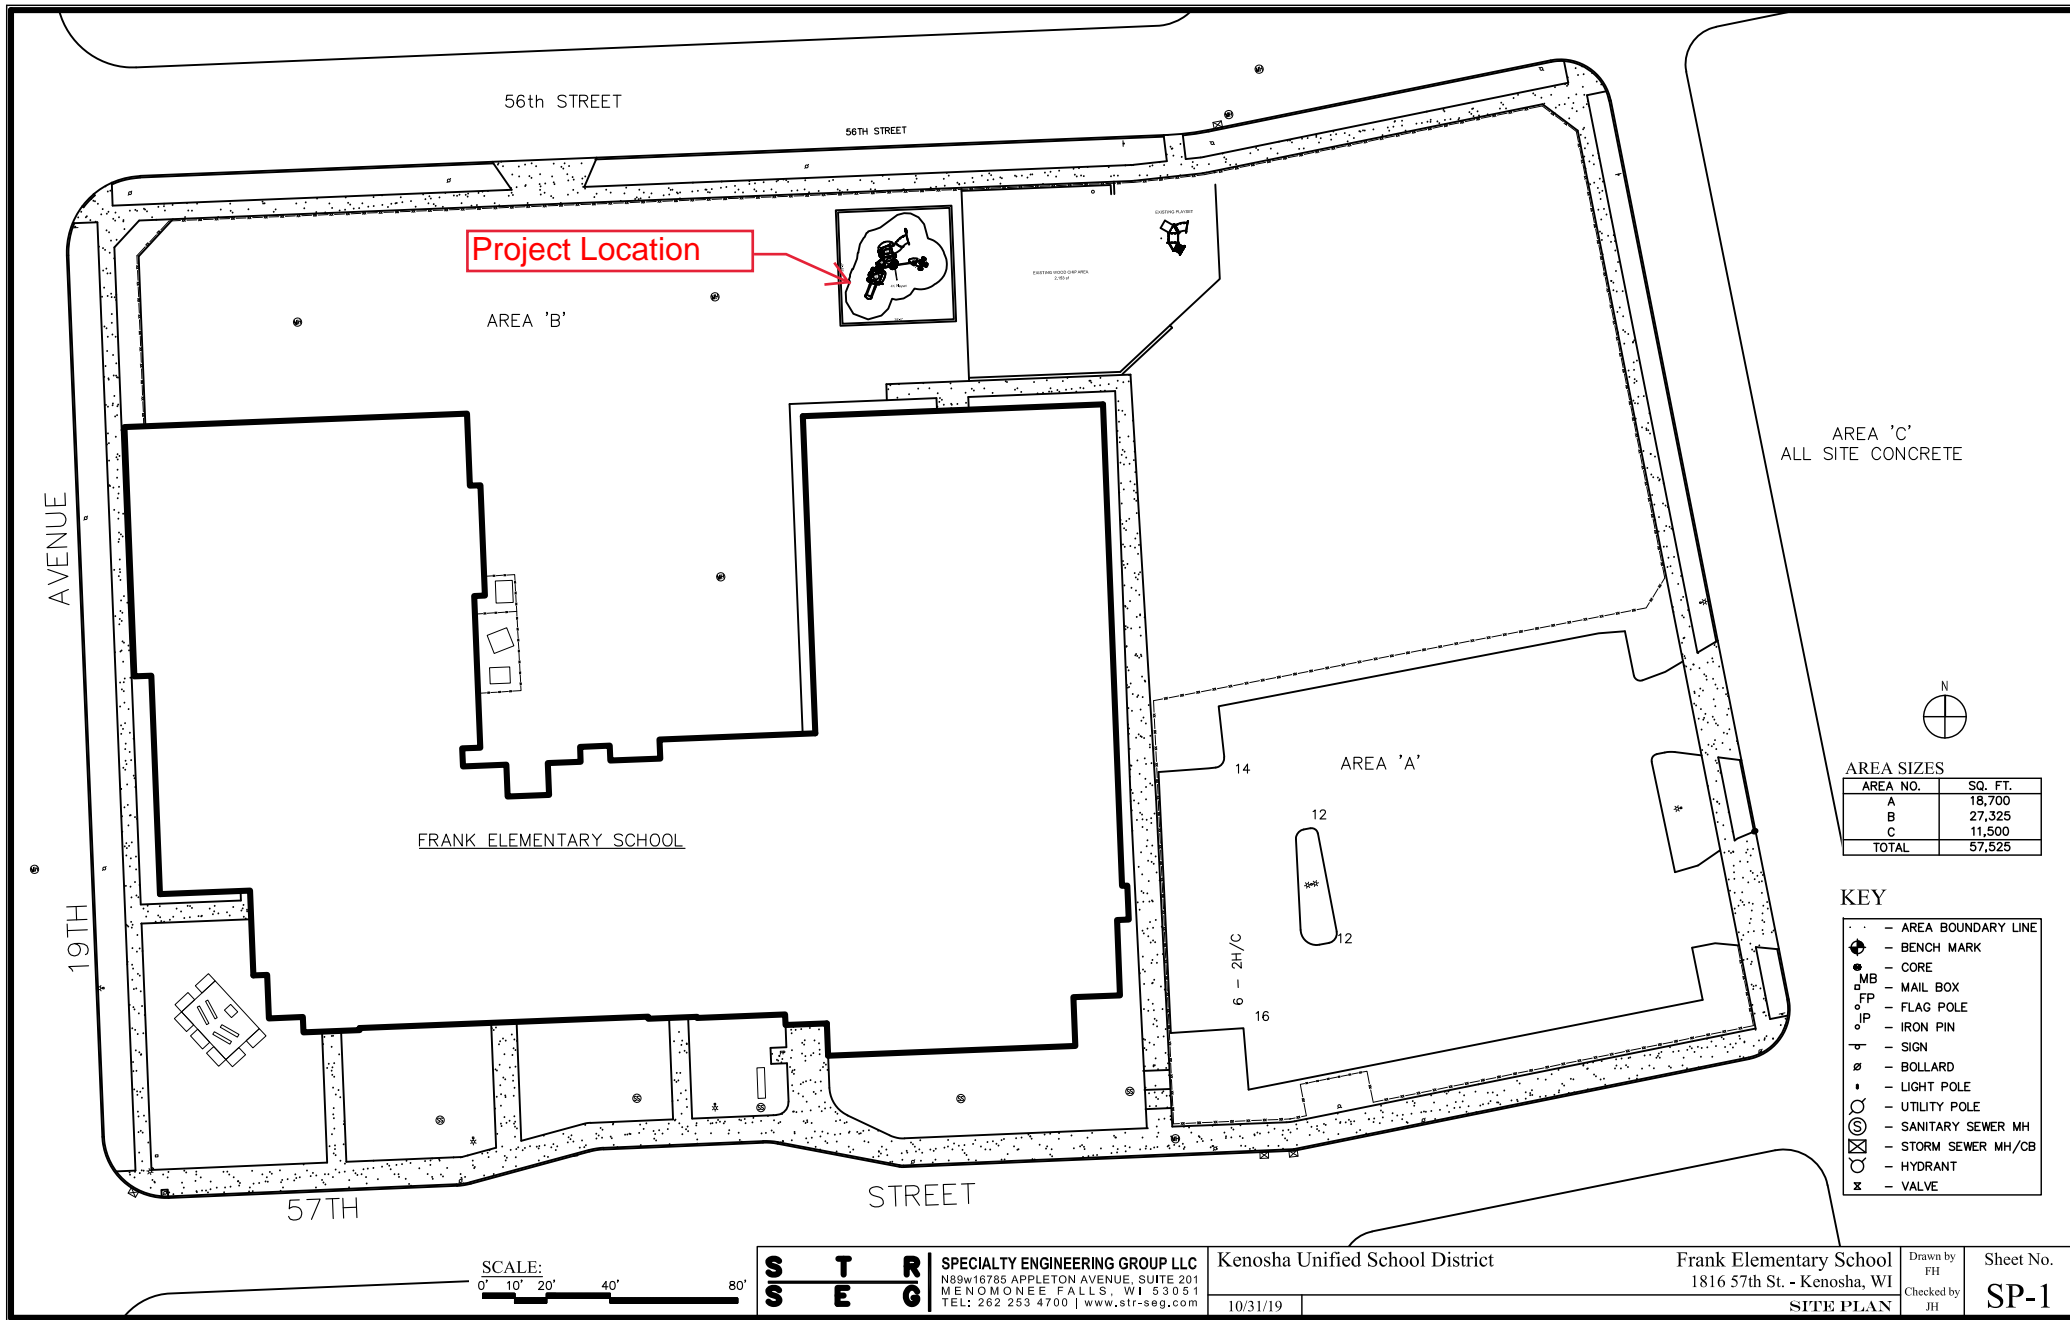 56th STREET
56TH STREET
Project Location
EXISTING PLAYSET
EXISTING WOOD CHIP AREA
AREA 'B'
AREA 'C'
ALL SITE CONCRETE
AVENUE
19TH
N
AREA 'A'
14
12
12
6 - 2H/C
16
FRANK ELEMENTARY SCHOOL
AREA SIZES
AREA NO. SQ. FT.
A 18,700
B 27,325
C 11,500
TOTAL 57,525
KEY
- AREA BOUNDARY LINE
- BENCH MARK
- CORE
MB - MAIL BOX
FP - FLAG POLE
IP - IRON PIN
- SIGN
- BOLLARD
- LIGHT POLE
- UTILITY POLE
S - SANITARY SEWER MH
- STORM SEWER MH/CB
- HYDRANT
- VALVE
57TH STREET
SCALE:
0' 10' 20' 40' 80'
S T R
S E G
SPECIALTY ENGINEERING GROUP LLC
N89w16785 APPLETON AVENUE, SUITE 201
MENOMONEE FALLS, WI 53051
TEL: 262 253 4700 | www.str-seg.com
Kenosha Unified School District
10/31/19
Frank Elementary School
1816 57th St. - Kenosha, WI
SITE PLAN
Drawn by
FH
Checked by
JH
Sheet No.
SP-1